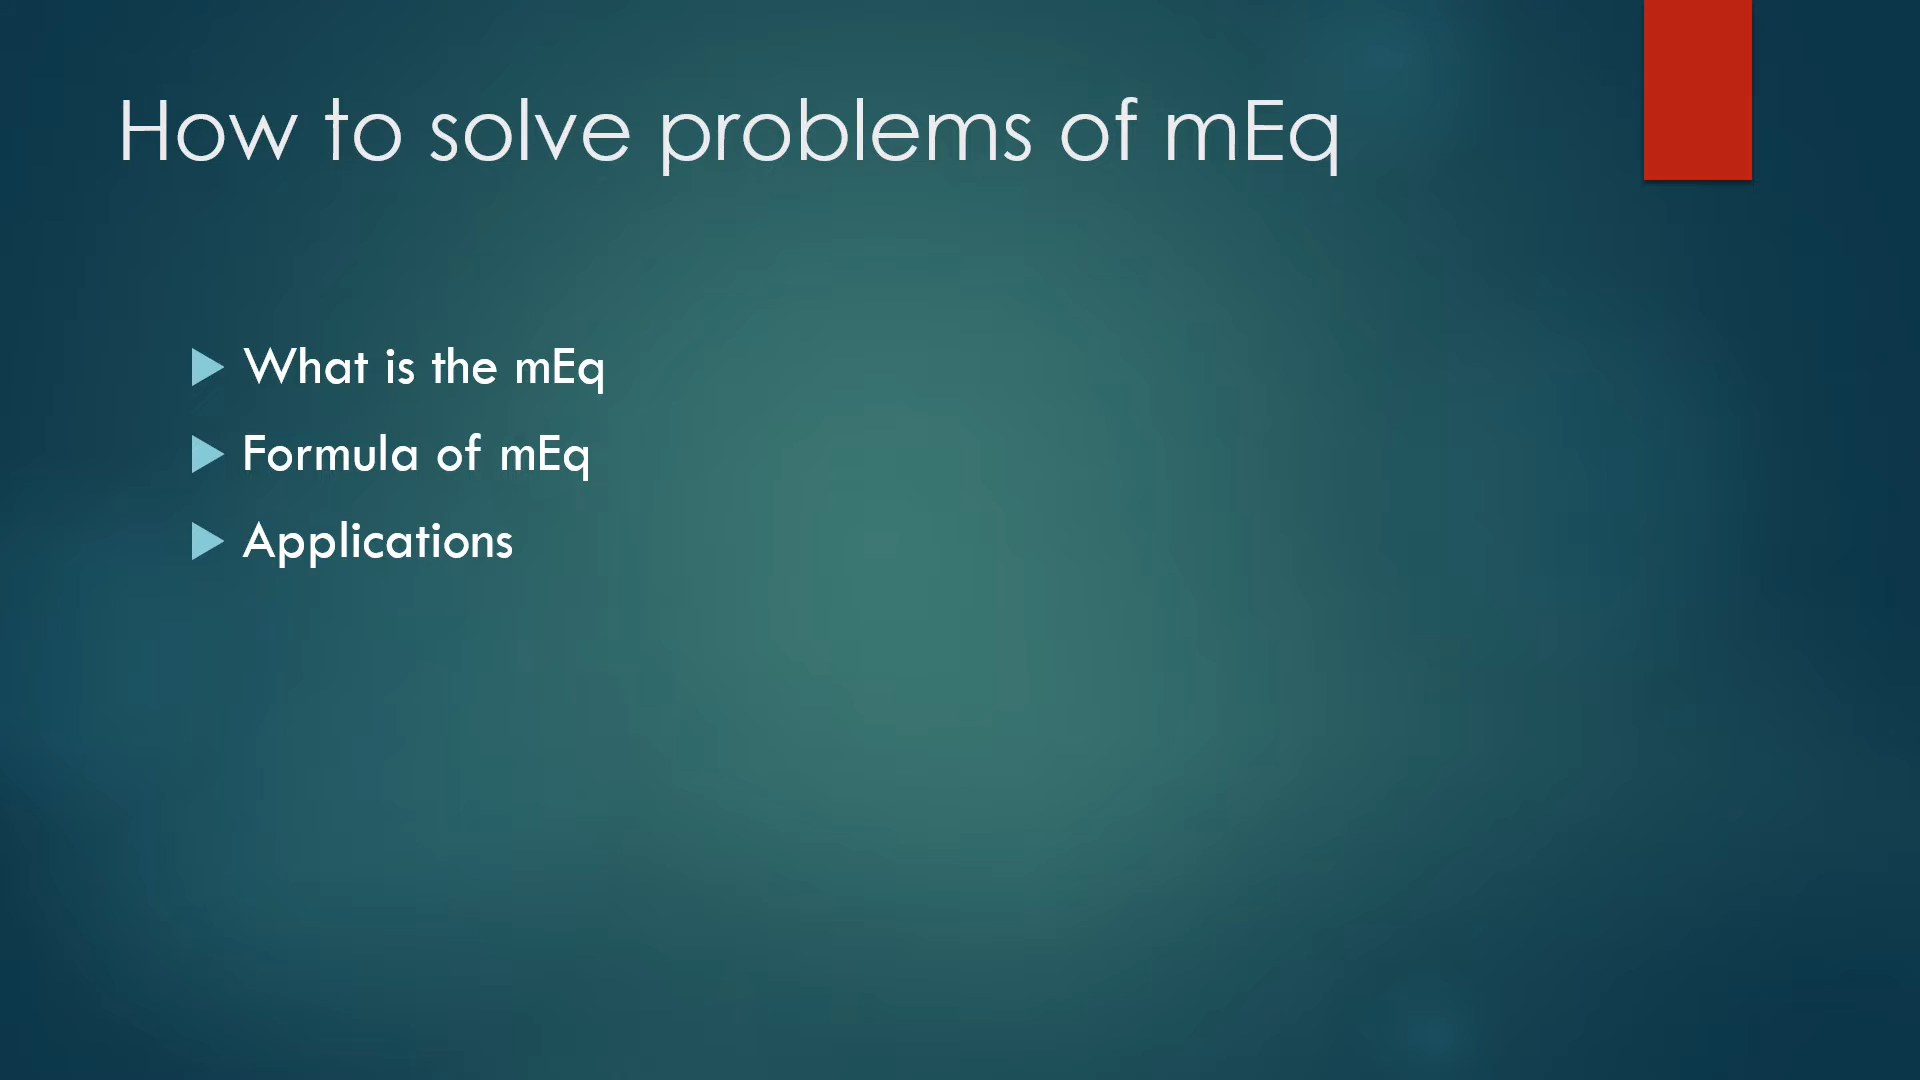 How to solve problems of mEq
What is the mEq
Formula of mEq
Applications